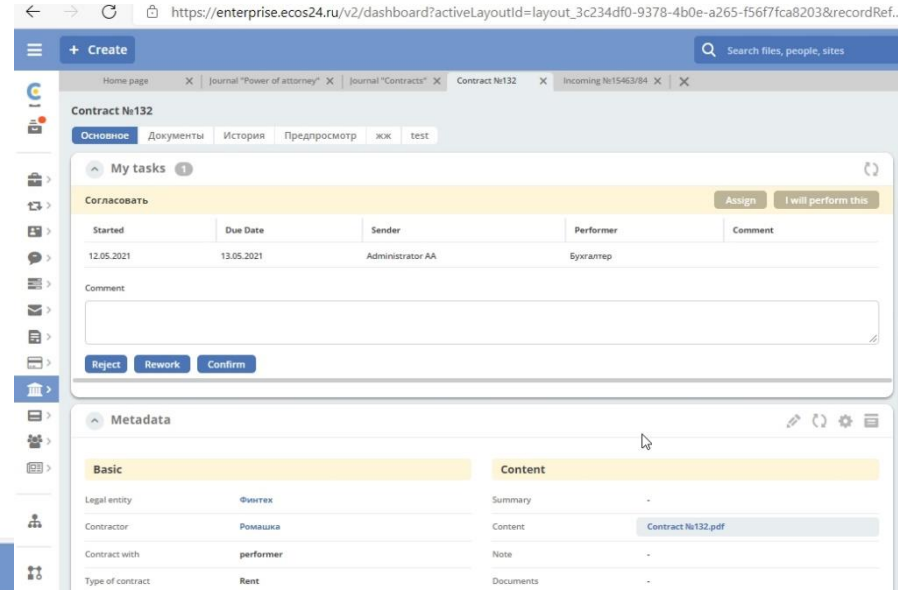 https://enterprise.ecos24.ru/v2/dashboard?activeLayoutId=layout_3c234df0-9378-4b0e-a265-f56f7fca8203&recordRef...
+ Create
Search files, people, sites
Home page
Journal "Power of attorney"
Journal "Contracts"
Contract №132
Incoming №15463/84
Contract №132
Основное Документы История Предпросмотр жж test
My tasks 1
Согласовать Assign I will perform this
Started Due Date Sender Performer Comment
12.05.2021 13.05.2021 Administrator AA Бухгалтер
Comment
Reject Rework Confirm
Metadata
Basic Content
Legal entity Финтех Summary -
Contractor Ромашка Content Contract №132.pdf
Contract with performer Note -
Type of contract Rent Documents -